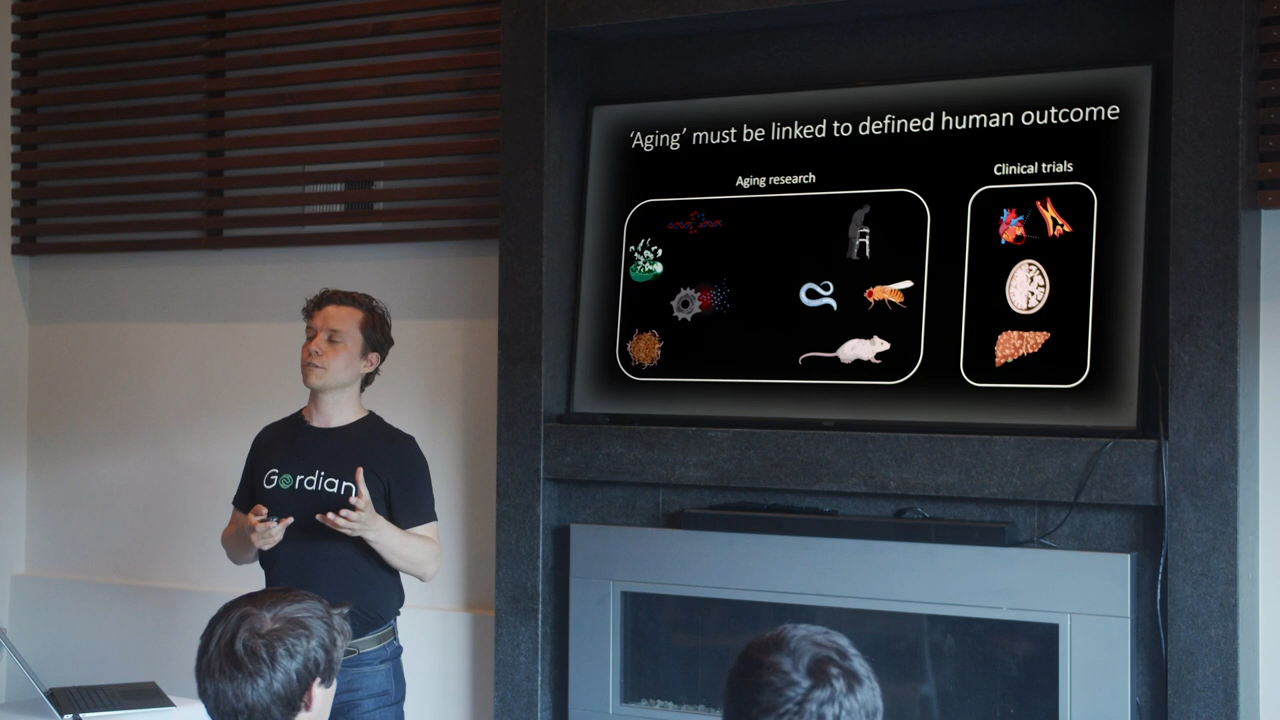 'Aging' must be linked to defined human outcome
Aging research
Clinical trials
Gordian